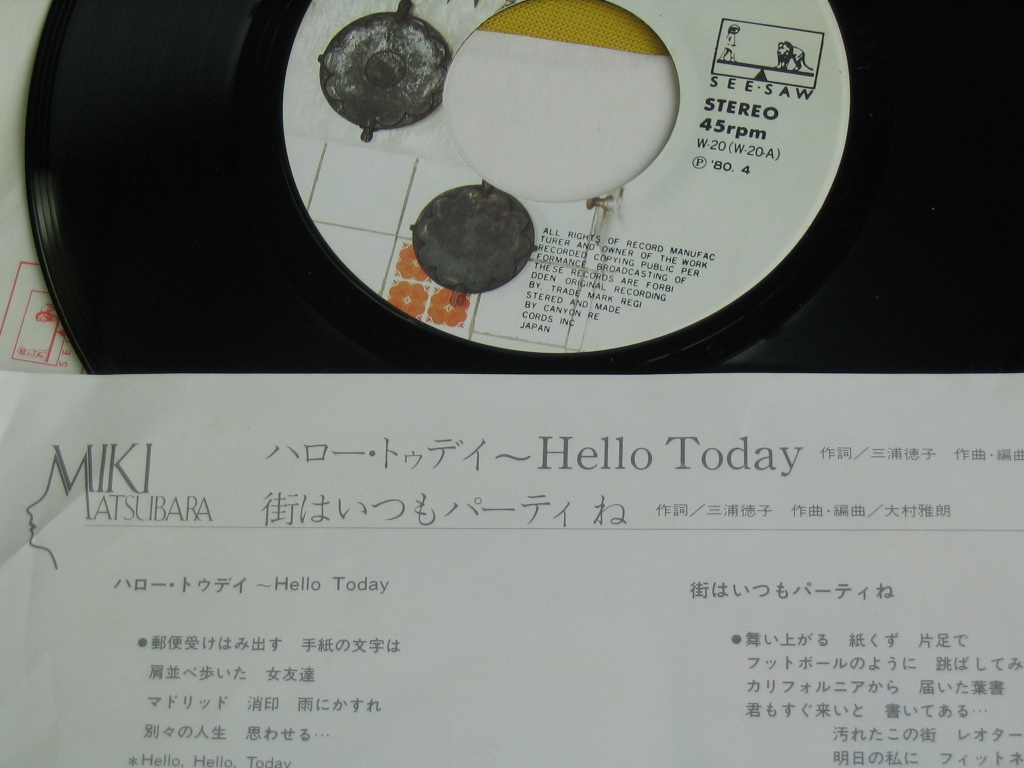 SEE·SAW
STEREO
45rpm
W-20 (W-20-A)
Ⓟ '80. 4
ALL RIGHTS OF RECORD MANUFAC
TURER AND OWNER OF THE WORK
RECORDED COPYING PUBLIC PER
FORMANCE BROADCASTING OF
THESE RECORDS ARE FORBI
DDEN ORIGINAL RECORDING
BY. TRADE MARK REGI
STERED AND MADE
BY CANYON RE
CORDS INC
JAPAN
MIKI
MATSUBARA
ハロー・トゥデイ～Hello Today 作詞／三浦徳子 作曲・編曲
街はいつもパーティ ね 作詞／三浦徳子 作曲・編曲／大村雅朗
ハロー・トゥデイ ～Hello Today
●郵便受けはみ出す 手紙の文字は
肩並べ歩いた 女友達
マドリッド 消印 雨にかすれ
別々の人生 思わせる…
＊Hello, Hello, Today
街はいつもパーティね
●舞い上がる 紙くず 片足で
フットボールのように 跳ばしてみ
カリフォルニアから 届いた葉書
君もすぐ来いと 書いてある…
汚れたこの街 レオター
明日の私に フィットネ